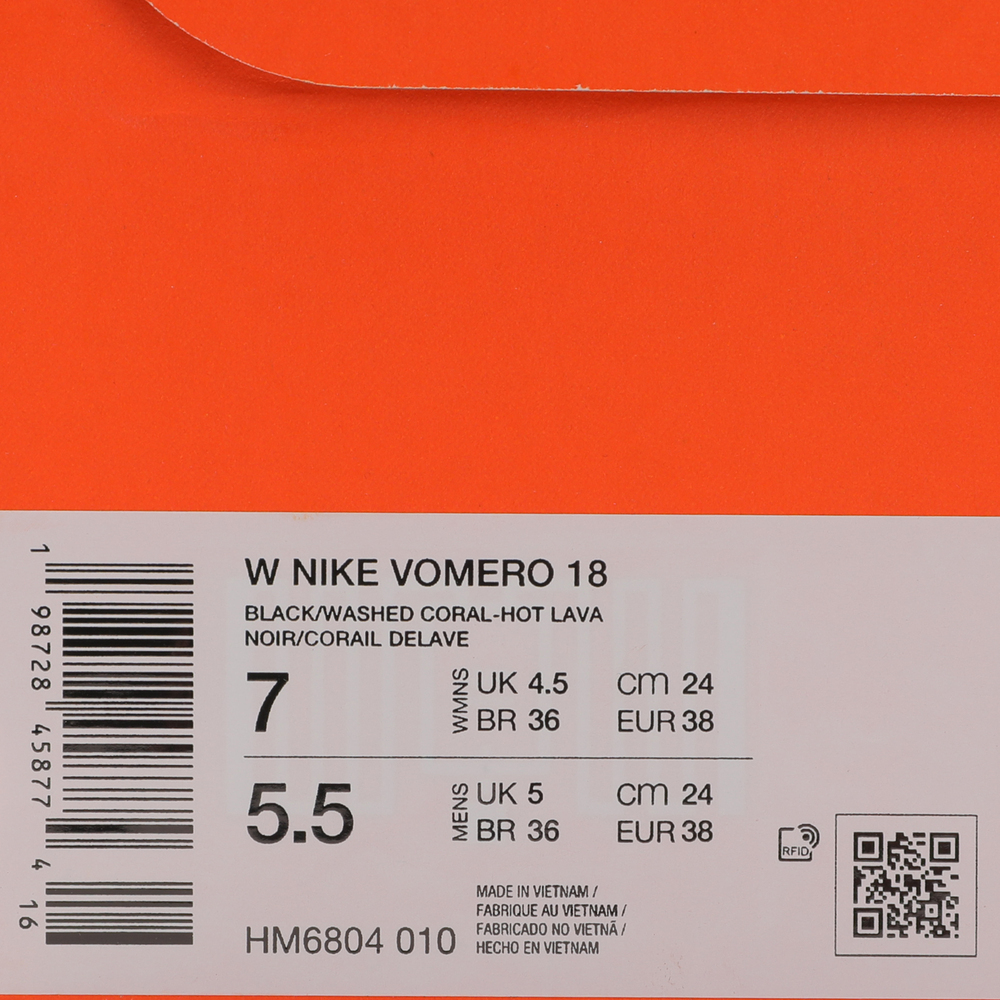 W NIKE VOMERO 18
BLACK/WASHED CORAL-HOT LAVA
NOIR/CORAIL DELAVE
7 WMNS UK 4.5 cm 24
BR 36 EUR 38
5.5 MENS UK 5 cm 24
BR 36 EUR 38
RFID
MADE IN VIETNAM /
FABRIQUE AU VIETNAM /
FABRICADO NO VIETNÃ /
HECHO EN VIETNAM
HM6804 010
1 98728 45877 4 16